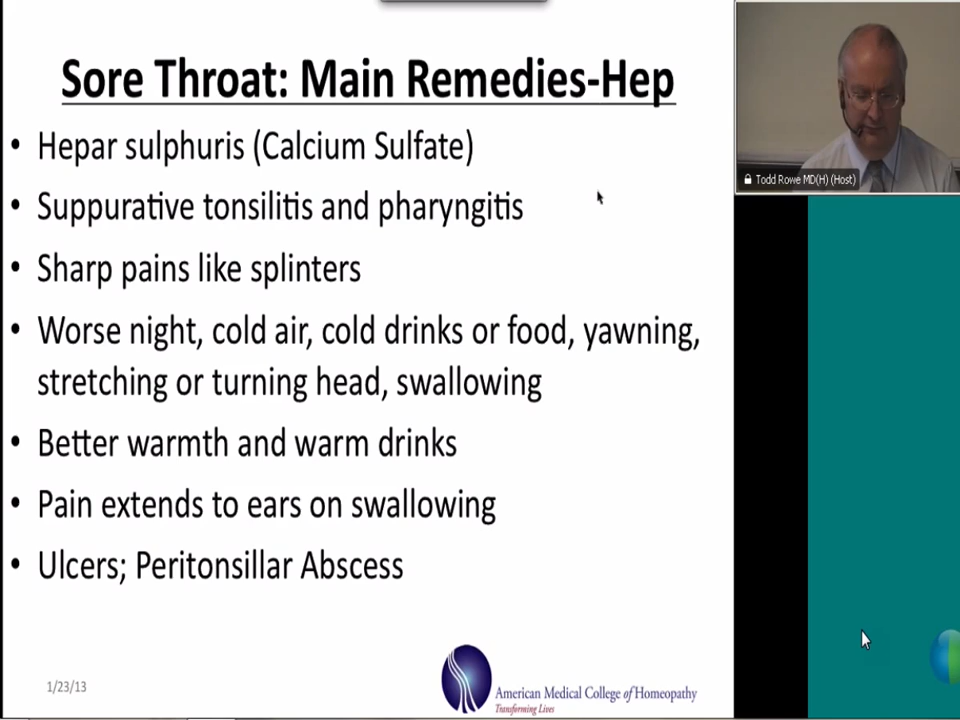 Sore Throat: Main Remedies-Hep
• Hepar sulphuris (Calcium Sulfate)
• Suppurative tonsilitis and pharyngitis
• Sharp pains like splinters
• Worse night, cold air, cold drinks or food, yawning,
stretching or turning head, swallowing
• Better warmth and warm drinks
• Pain extends to ears on swallowing
• Ulcers; Peritonsillar Abscess
1/23/13
American Medical College of Homeopathy
Transforming Lives
Todd Rowe MD(H) (Host)